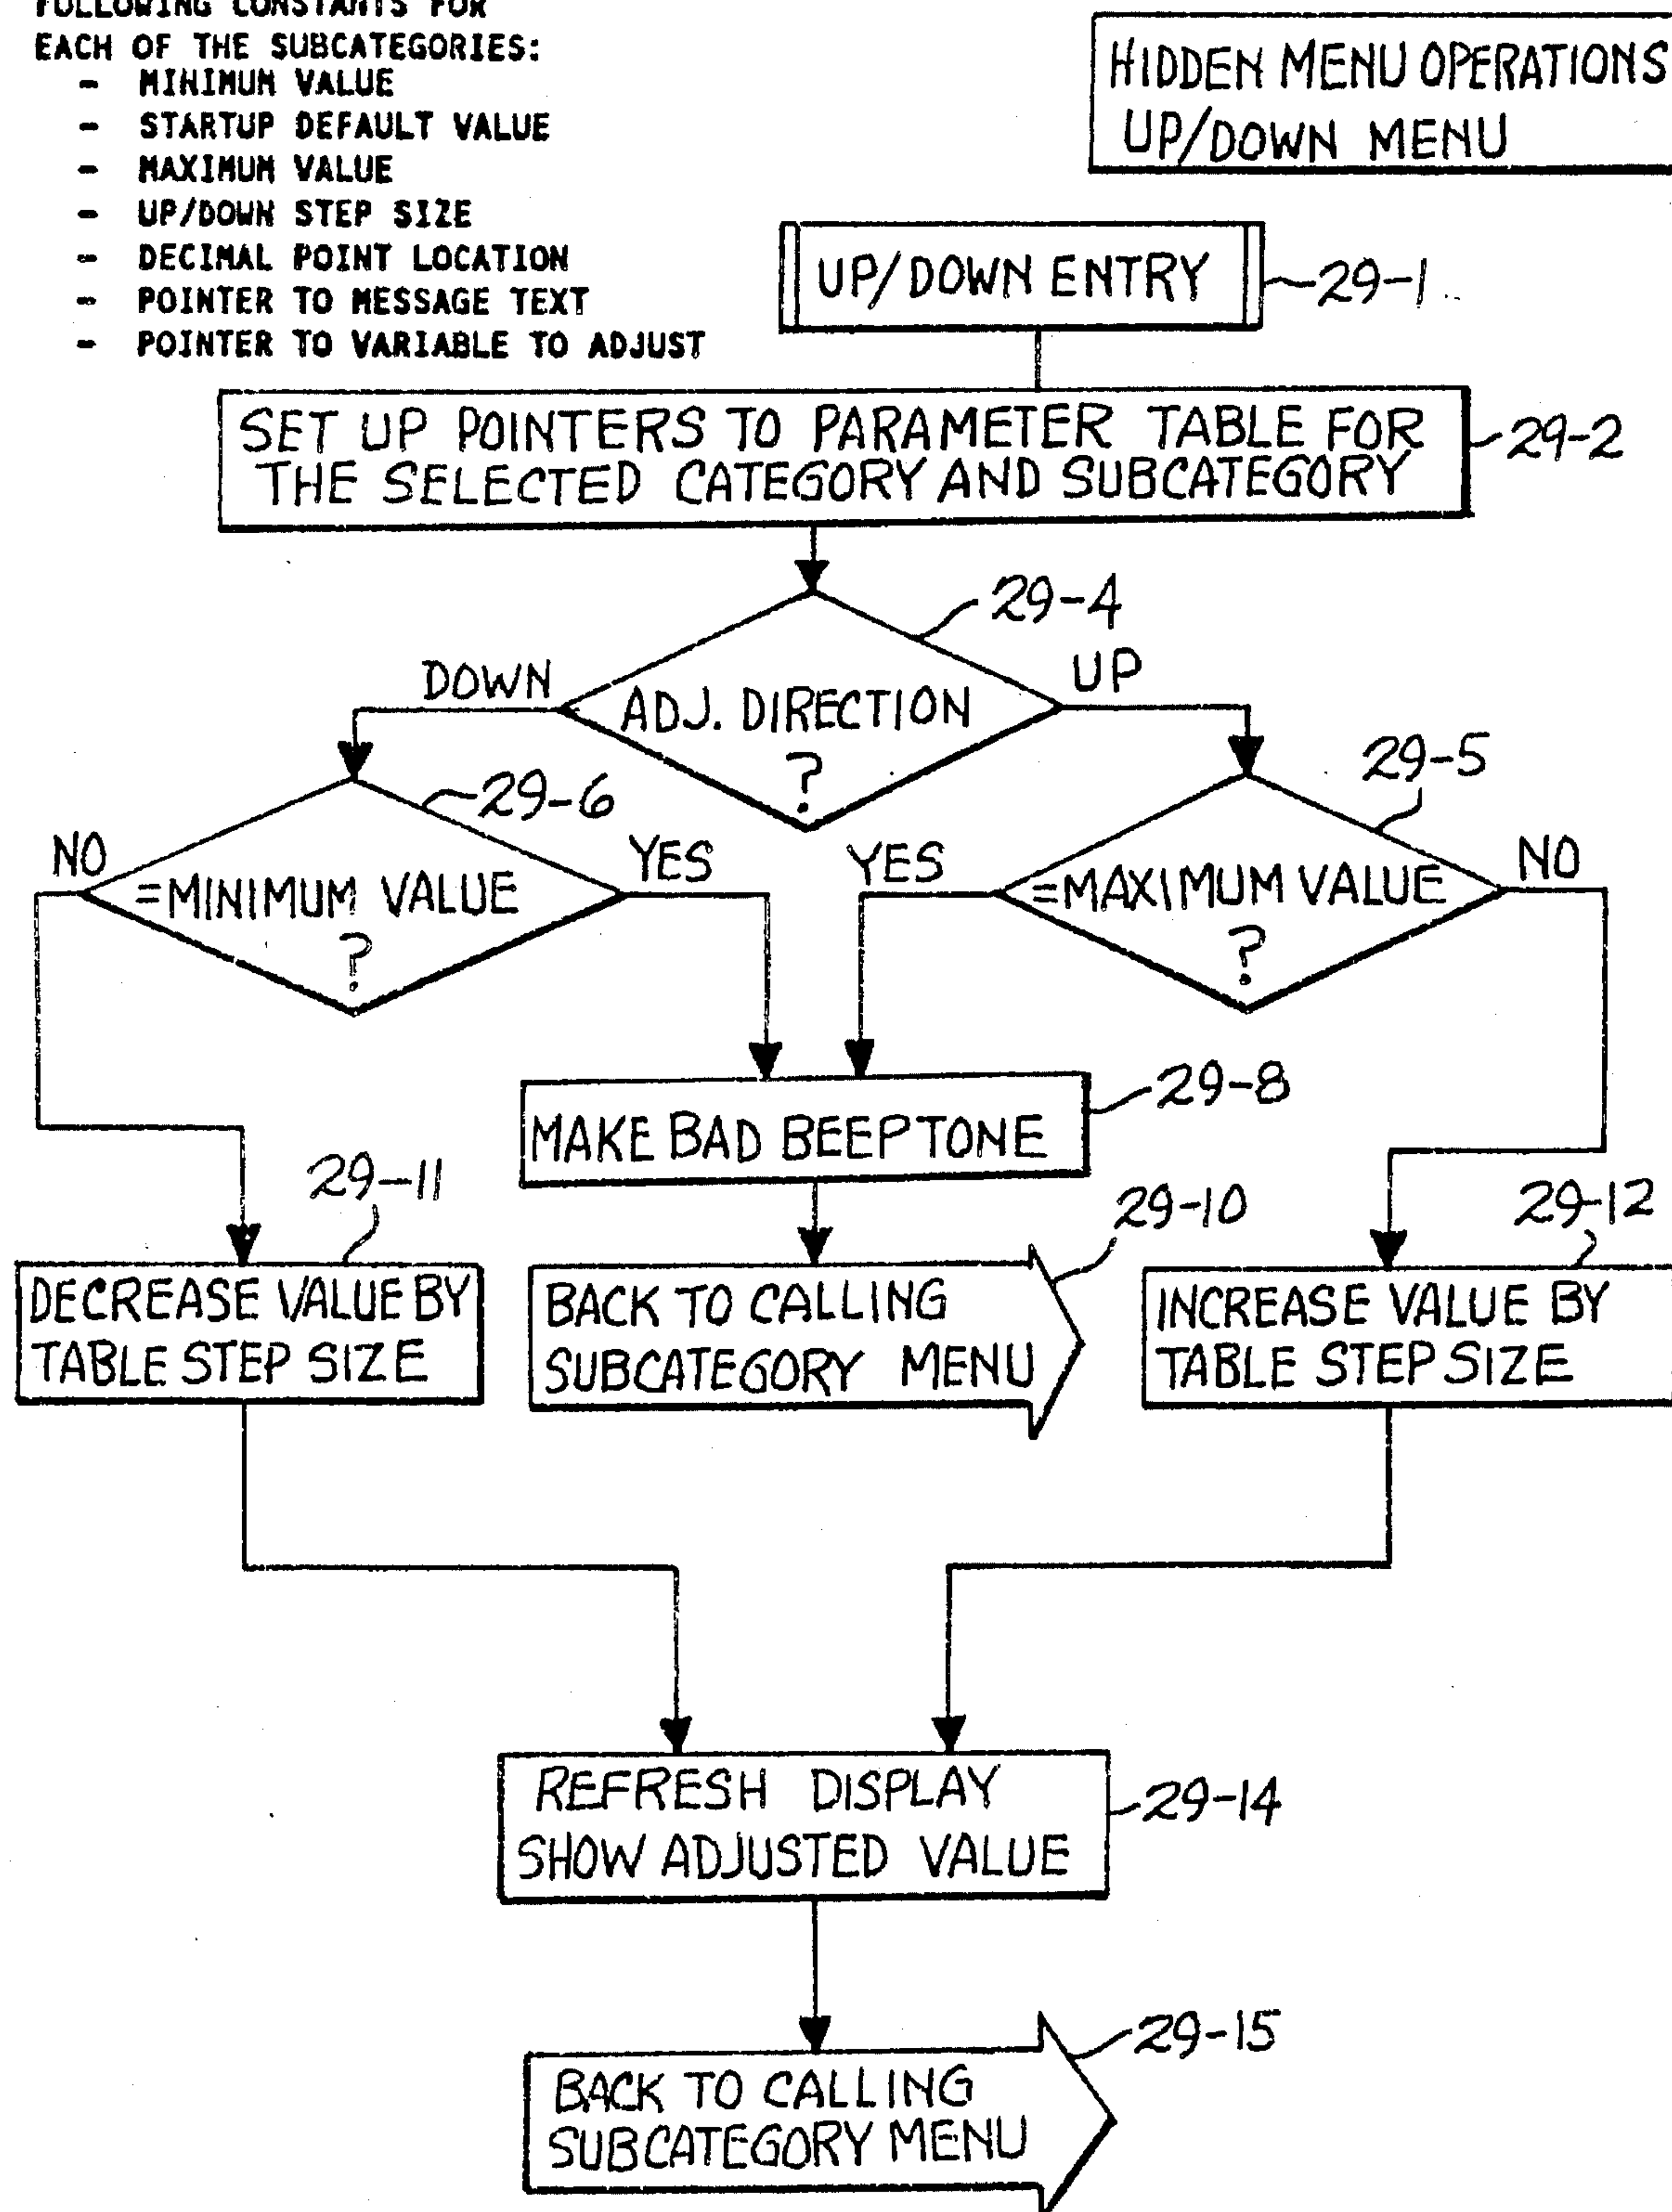 FOLLOWING CONSTANTS FOR
EACH OF THE SUBCATEGORIES:
- MINIMUM VALUE
- STARTUP DEFAULT VALUE
- MAXIMUM VALUE
- UP/DOWN STEP SIZE
- DECIMAL POINT LOCATION
- POINTER TO MESSAGE TEXT
- POINTER TO VARIABLE TO ADJUST
HIDDEN MENU OPERATIONS
UP/DOWN MENU
UP/DOWN ENTRY
29-1
SET UP POINTERS TO PARAMETER TABLE FOR
THE SELECTED CATEGORY AND SUBCATEGORY
29-2
29-4
DOWN
ADJ. DIRECTION
?
UP
29-6
29-5
NO
=MINIMUM VALUE
?
YES
YES
=MAXIMUM VALUE
?
NO
MAKE BAD BEEPTONE
29-8
29-11
29-10
29-12
DECREASE VALUE BY
TABLE STEP SIZE
BACK TO CALLING
SUBCATEGORY MENU
INCREASE VALUE BY
TABLE STEP SIZE
REFRESH DISPLAY
SHOW ADJUSTED VALUE
29-14
29-15
BACK TO CALLING
SUBCATEGORY MENU